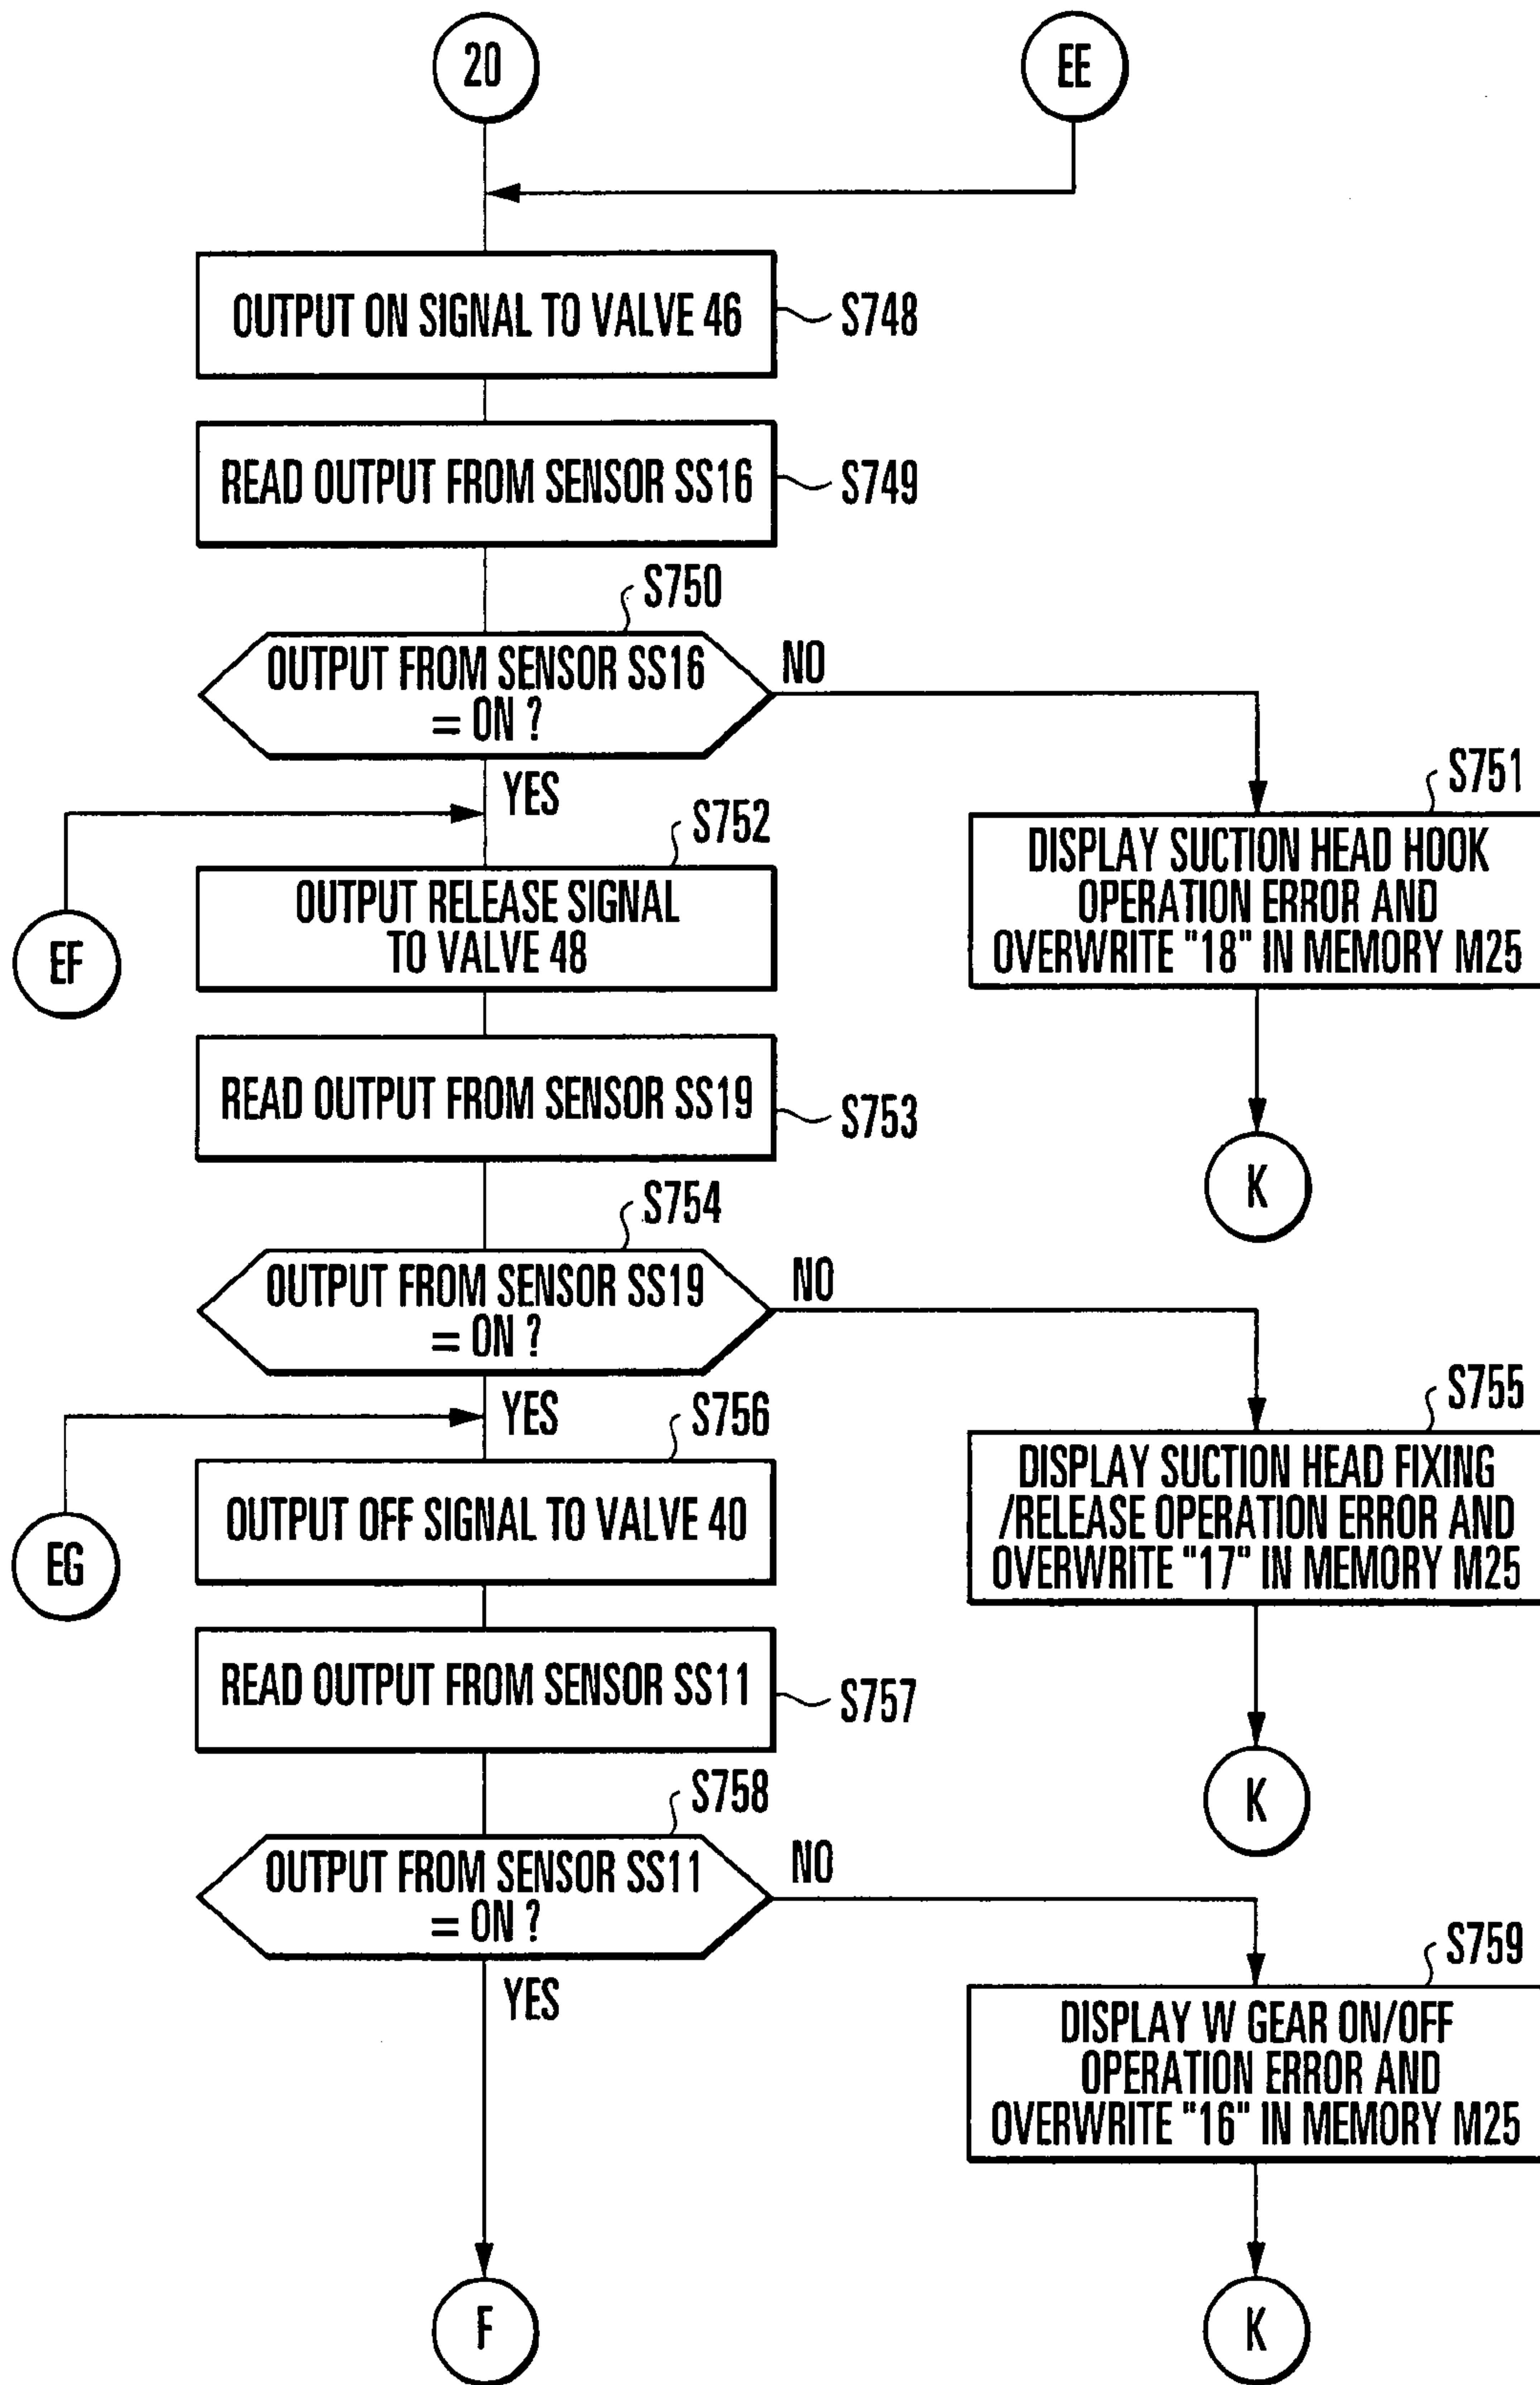 20
EE
OUTPUT ON SIGNAL TO VALVE 46
S748
READ OUTPUT FROM SENSOR SS16
S749
S750
OUTPUT FROM SENSOR SS16
= ON ?
NO
YES
S751
DISPLAY SUCTION HEAD HOOK
OPERATION ERROR AND
OVERWRITE "18" IN MEMORY M25
K
EF
S752
OUTPUT RELEASE SIGNAL
TO VALVE 48
READ OUTPUT FROM SENSOR SS19
S753
S754
OUTPUT FROM SENSOR SS19
= ON ?
NO
YES
S755
DISPLAY SUCTION HEAD FIXING
/RELEASE OPERATION ERROR AND
OVERWRITE "17" IN MEMORY M25
K
EG
S756
OUTPUT OFF SIGNAL TO VALVE 40
READ OUTPUT FROM SENSOR SS11
S757
S758
OUTPUT FROM SENSOR SS11
= ON ?
NO
YES
S759
DISPLAY W GEAR ON/OFF
OPERATION ERROR AND
OVERWRITE "16" IN MEMORY M25
F
K